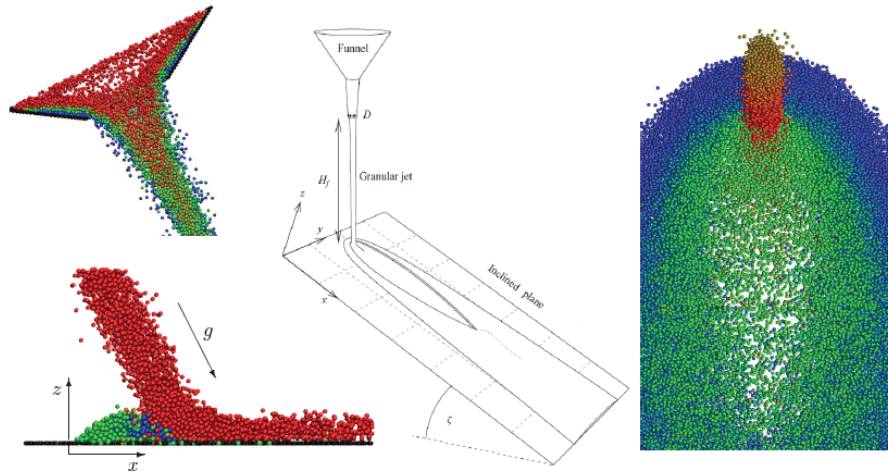 Funnel
D
H_f
Granular jet
z
y
x
Inclined plane
ζ
g
z
x